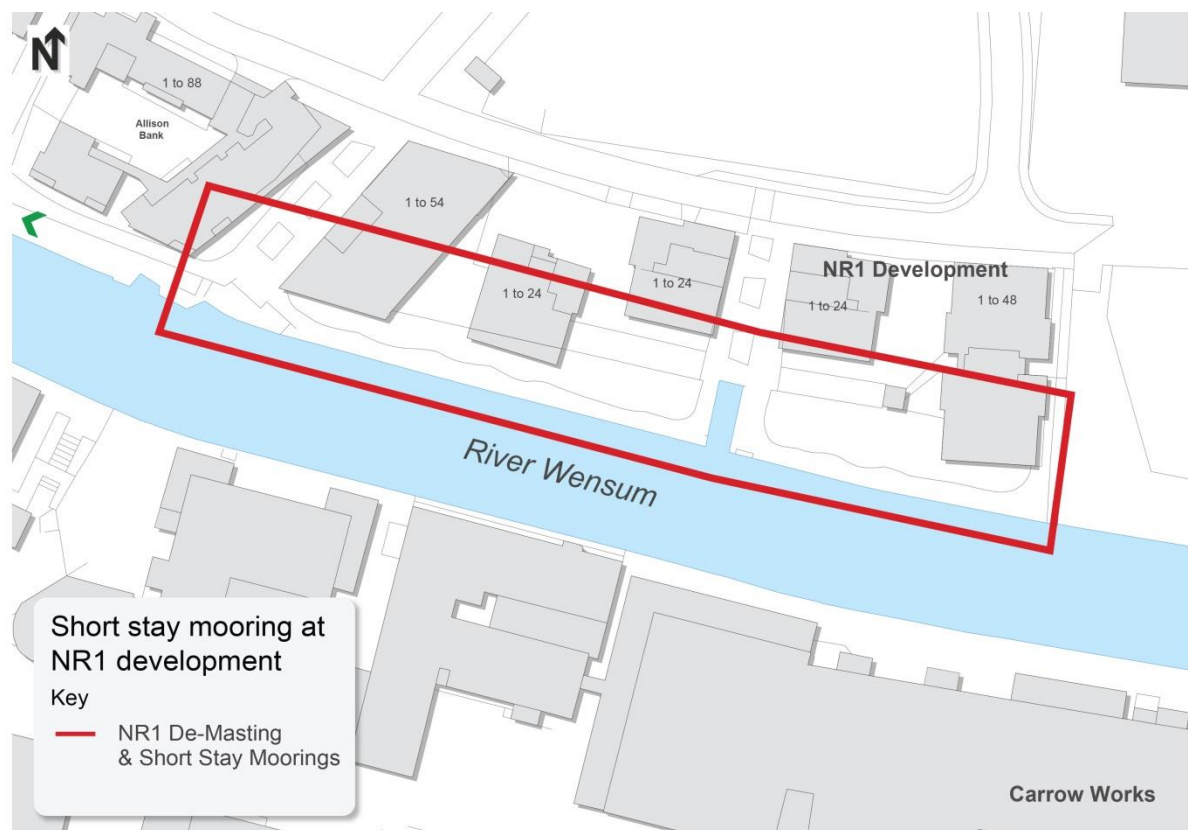 N
1 to 88
Allison
Bank
1 to 54
1 to 24
1 to 24
NR1 Development
1 to 24
1 to 48
River Wensum
Short stay mooring at
NR1 development
Key
NR1 De-Masting
& Short Stay Moorings
Carrow Works